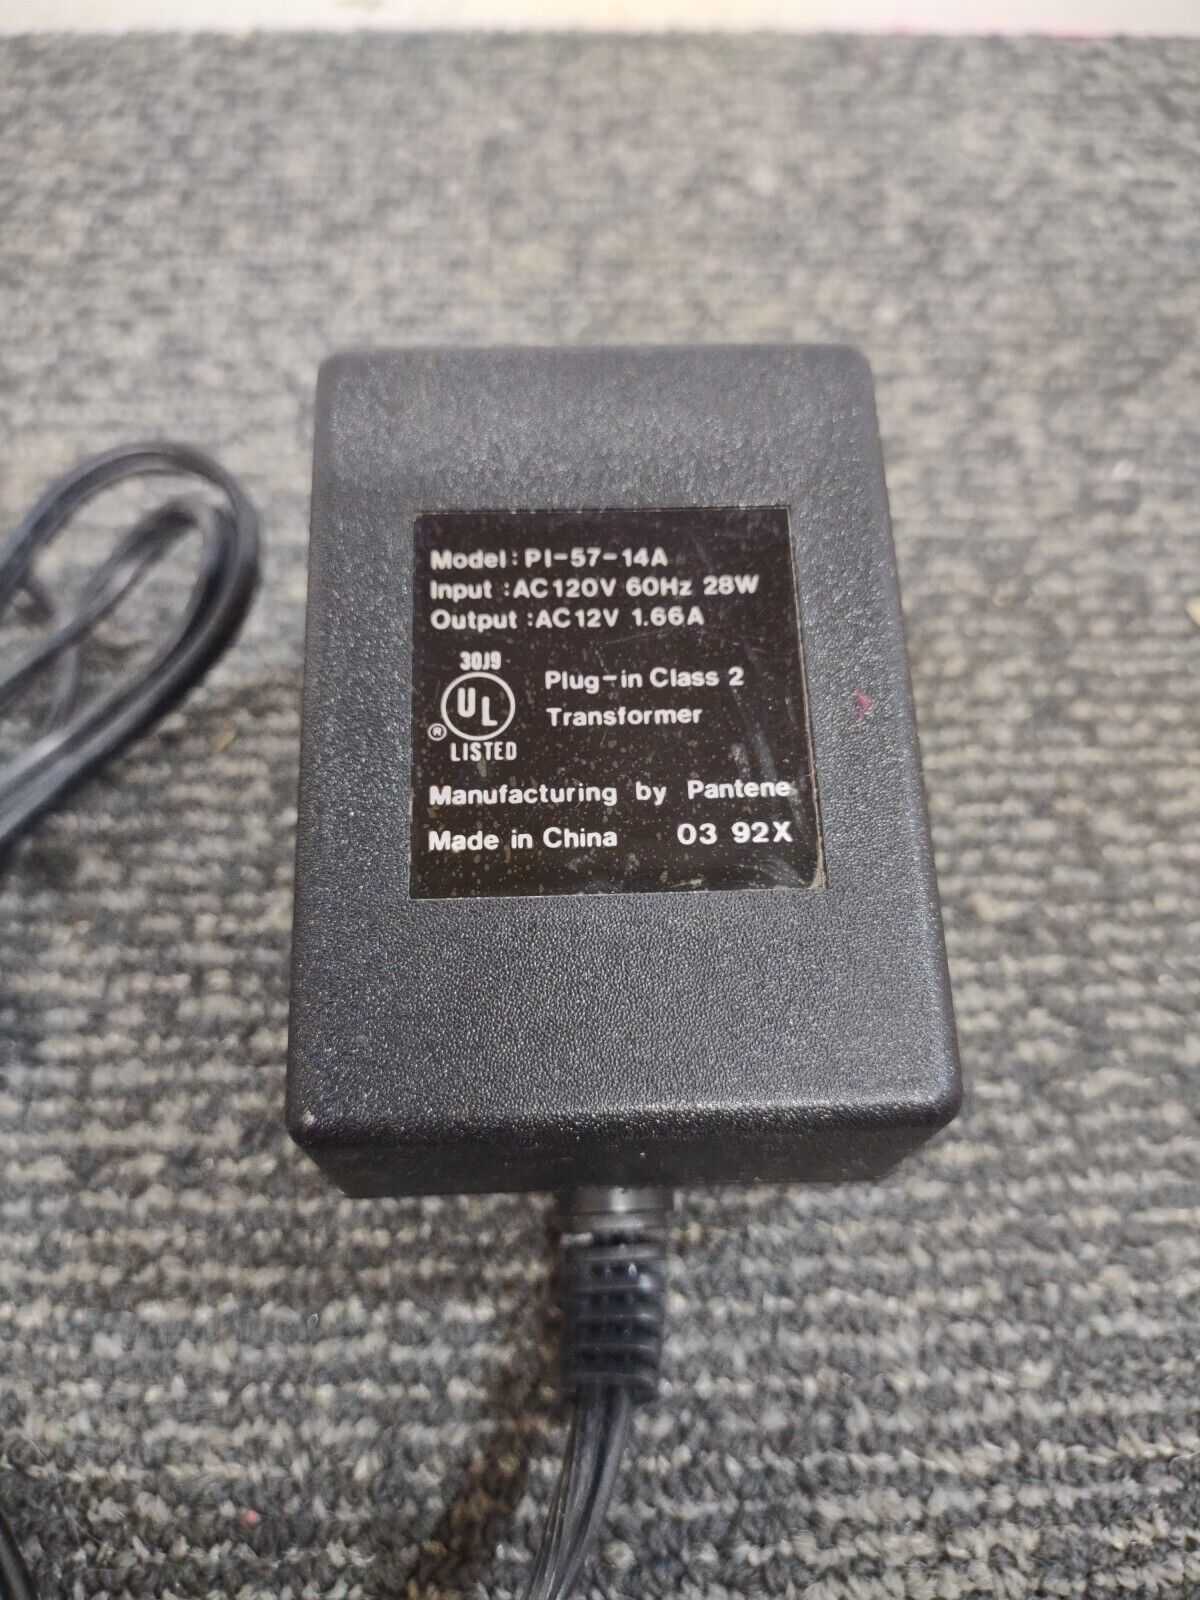 Model: PI-57-14A
Input :AC120V 60Hz 28W
Output :AC12V 1.66A
30J9
UL
®
LISTED
Plug-in Class 2
Transformer
Manufacturing by Pantene
Made in China 03 92X